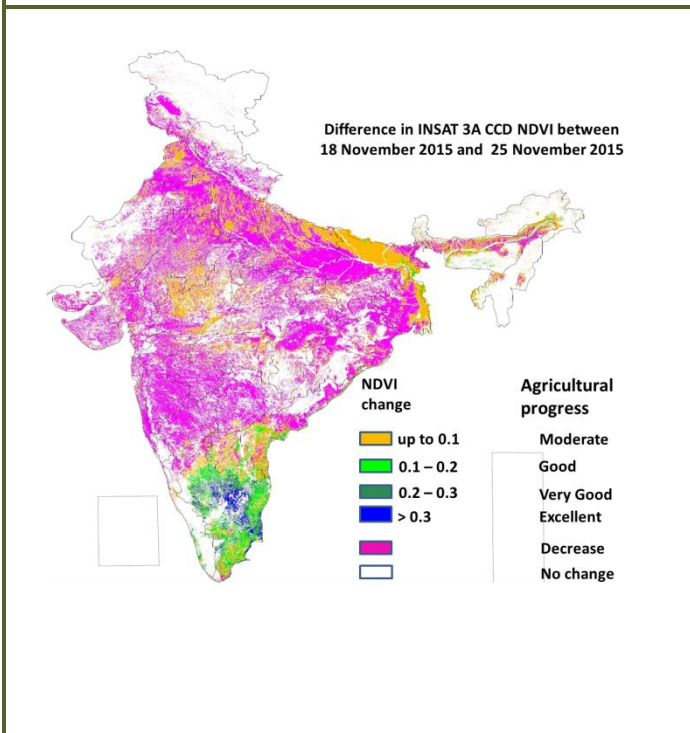 Difference in INSAT 3A CCD NDVI between
18 November 2015 and 25 November 2015
NDVI change
Agricultural progress
up to 0.1 Moderate
0.1 – 0.2 Good
0.2 – 0.3 Very Good
> 0.3 Excellent
Decrease
No change